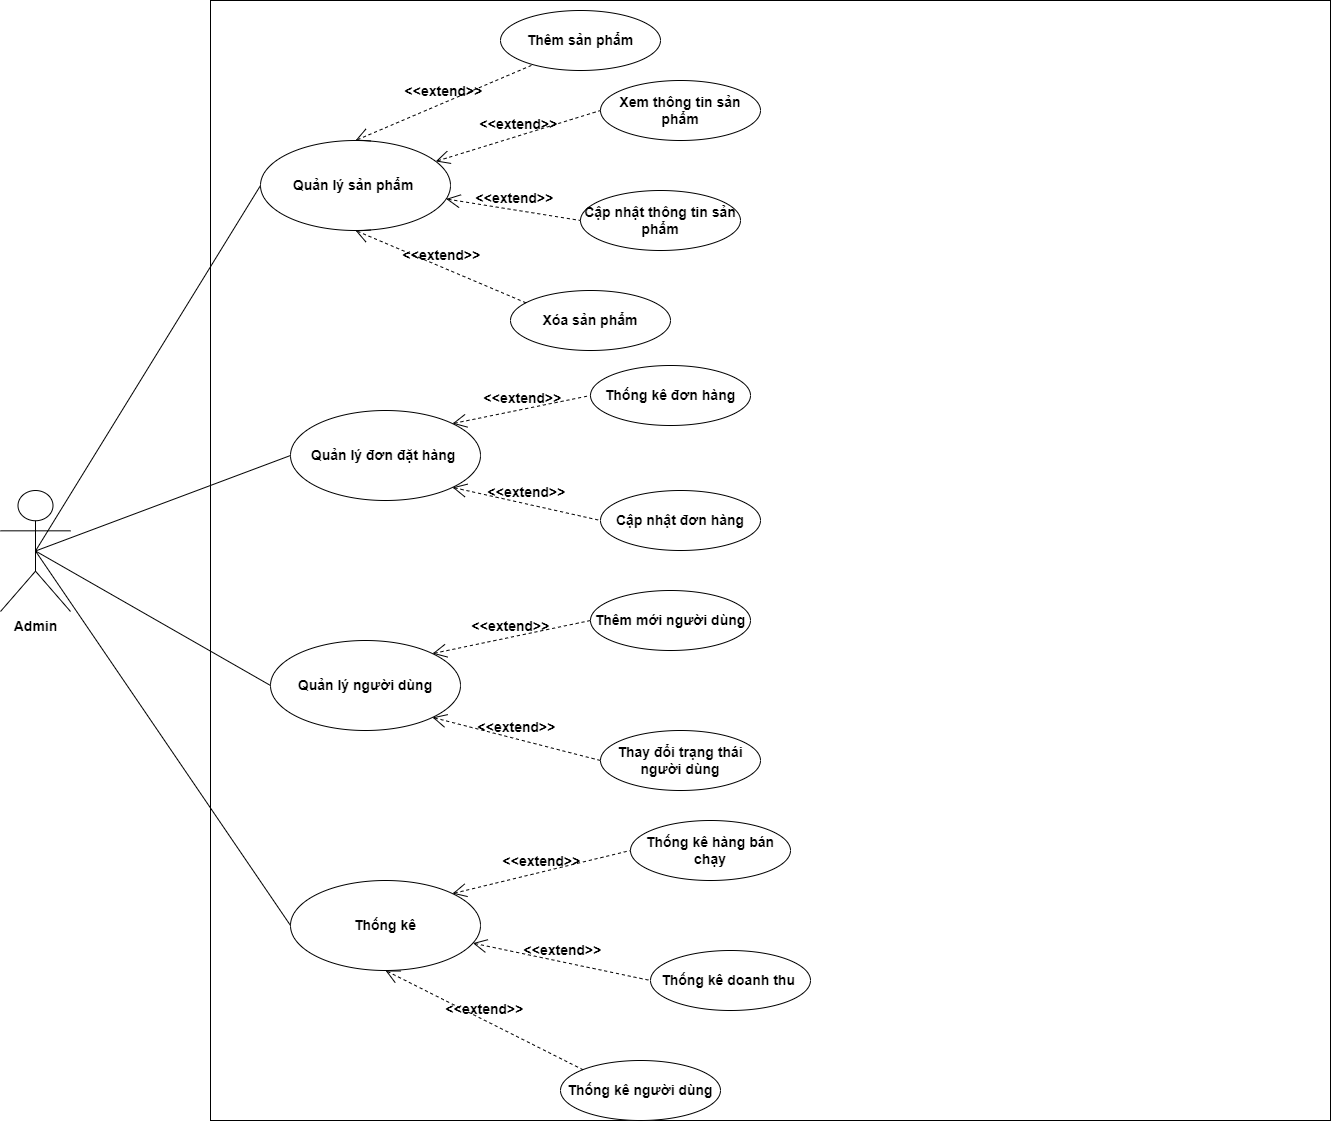 Thêm sản phẩm
<<extend>>
Xem thông tin sản
phẩm
<<extend>>
Quản lý sản phẩm
<<extend>>
Cập nhật thông tin sản
phẩm
<<extend>>
Xóa sản phẩm
Thống kê đơn hàng
<<extend>>
Quản lý đơn đặt hàng
<<extend>>
Cập nhật đơn hàng
Admin
Thêm mới người dùng
<<extend>>
Quản lý người dùng
<<extend>>
Thay đổi trạng thái
người dùng
Thống kê hàng bán
chạy
<<extend>>
Thống kê
<<extend>>
Thống kê doanh thu
<<extend>>
Thống kê người dùng